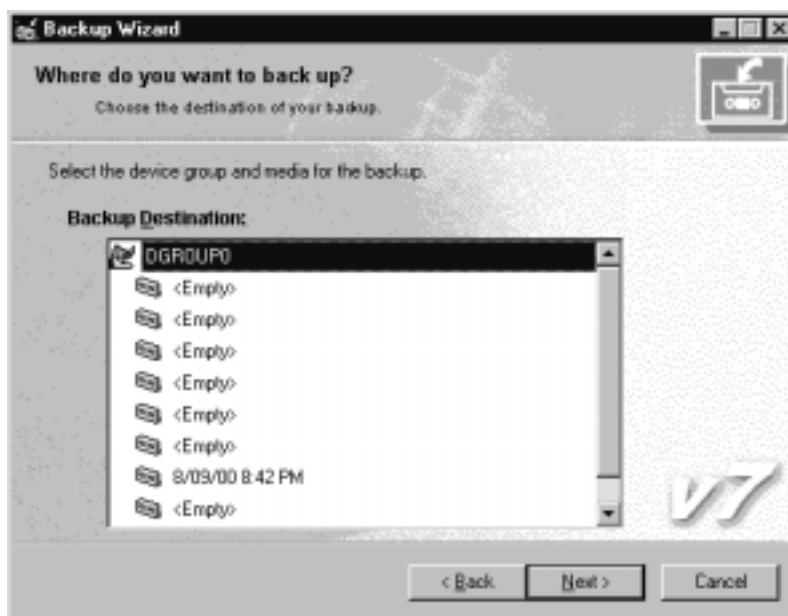 Backup Wizard
Where do you want to back up?
Choose the destination of your backup.
Select the device group and media for the backup.
Backup Destination:
DGROUP0
<Empty>
<Empty>
<Empty>
<Empty>
<Empty>
<Empty>
8/09/00 8:42 PM
<Empty>
v7
< Back
Next >
Cancel